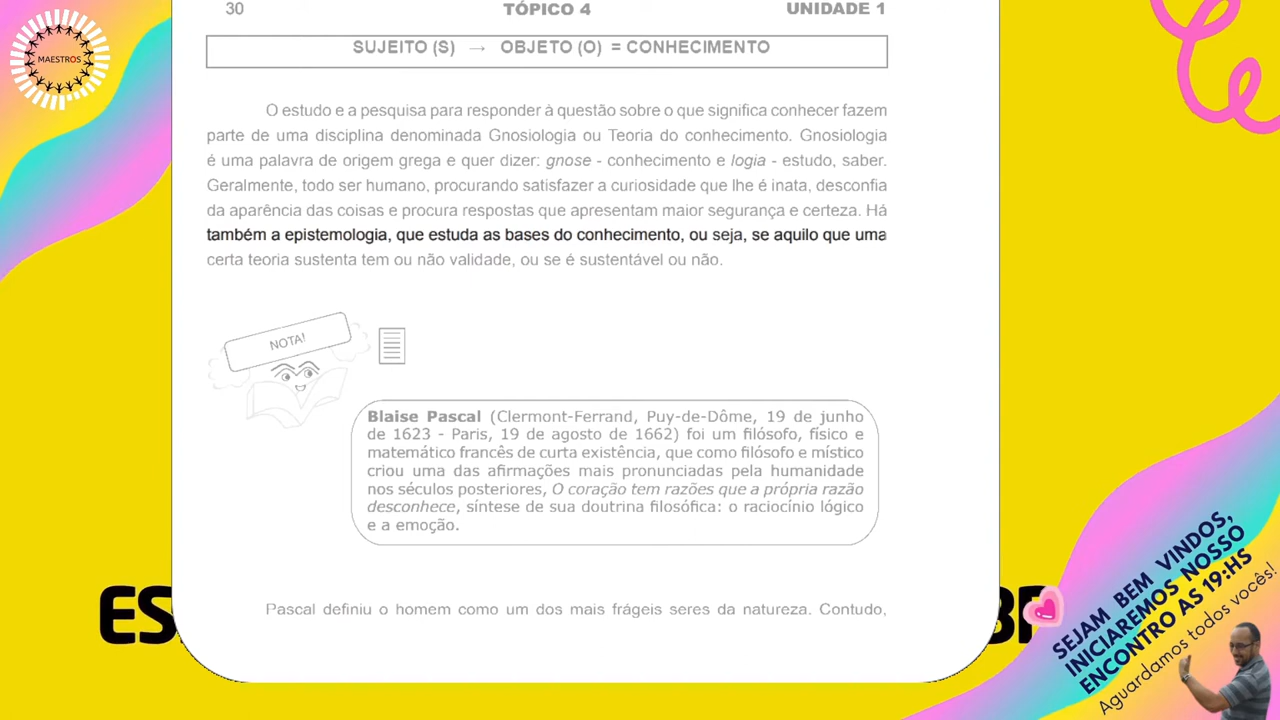 MAESTROS
30 TÓPICO 4 UNIDADE 1
SUJEITO (S) → OBJETO (O) = CONHECIMENTO
O estudo e a pesquisa para responder à questão sobre o que significa conhecer fazem
parte de uma disciplina denominada Gnosiologia ou Teoria do conhecimento. Gnosiologia
é uma palavra de origem grega e quer dizer: gnose - conhecimento e logia - estudo, saber.
Geralmente, todo ser humano, procurando satisfazer a curiosidade que lhe é inata, desconfia
da aparência das coisas e procura respostas que apresentam maior segurança e certeza. Há
também a epistemologia, que estuda as bases do conhecimento, ou seja, se aquilo que uma
certa teoria sustenta tem ou não validade, ou se é sustentável ou não.
NOTA!
Blaise Pascal (Clermont-Ferrand, Puy-de-Dôme, 19 de junho
de 1623 - Paris, 19 de agosto de 1662) foi um filósofo, físico e
matemático francês de curta existência, que como filósofo e místico
criou uma das afirmações mais pronunciadas pela humanidade
nos séculos posteriores, O coração tem razões que a própria razão
desconhece, síntese de sua doutrina filosófica: o raciocínio lógico
e a emoção.
Pascal definiu o homem como um dos mais frágeis seres da natureza. Contudo,
ES
SEJAM BEM VINDOS,
INICIAREMOS NOSSO
ENCONTRO AS 19:HS
Aguardamos todos vocês!